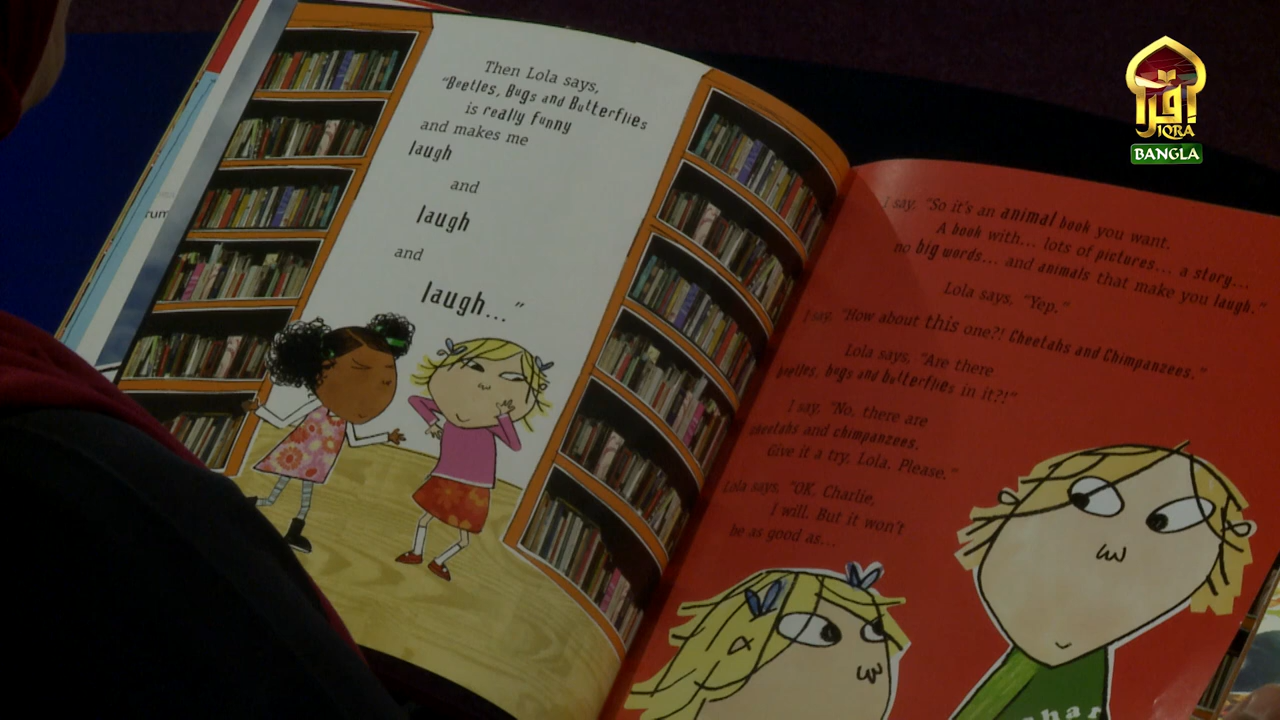 Then Lola says,
"Beetles, Bugs and Butterflies
is really funny
and makes me
laugh
and
laugh
and
laugh..."
I say, "So it's an animal book you want.
A book with... lots of pictures... a story...
no big words... and animals that make you laugh."
Lola says, "Yep."
I say, "How about this one?! Cheetahs and Chimpanzees."
Lola says, "Are there
beetles, bugs and butterflies in it?!"
I say, "No, there are
cheetahs and chimpanzees.
Give it a try, Lola. Please."
Lola says, "OK, Charlie,
I will. But it won't
be as good as...
rum
اقرأ
IQRA
BANGLA